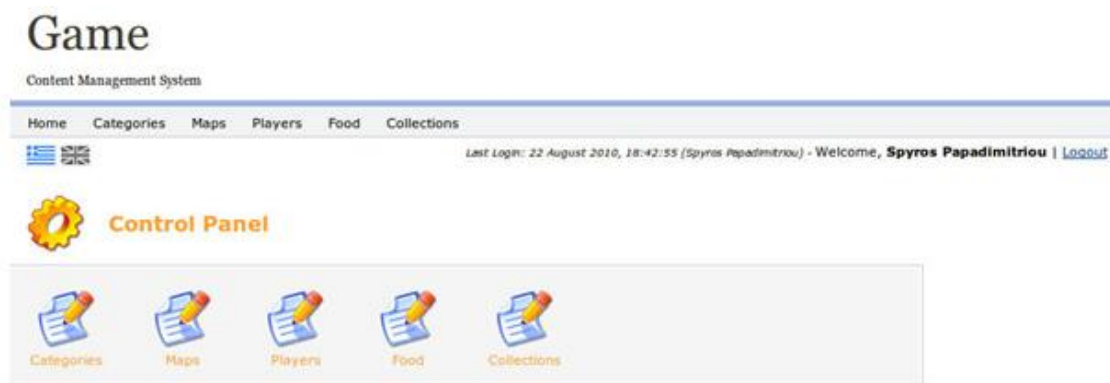 Game
Content Management System
Home Categories Maps Players Food Collections
Last Login: 22 August 2010, 18:42:55 (Spyros Papadimitriou) - Welcome, Spyros Papadimitriou | Logout
Control Panel
Categories Maps Players Food Collections